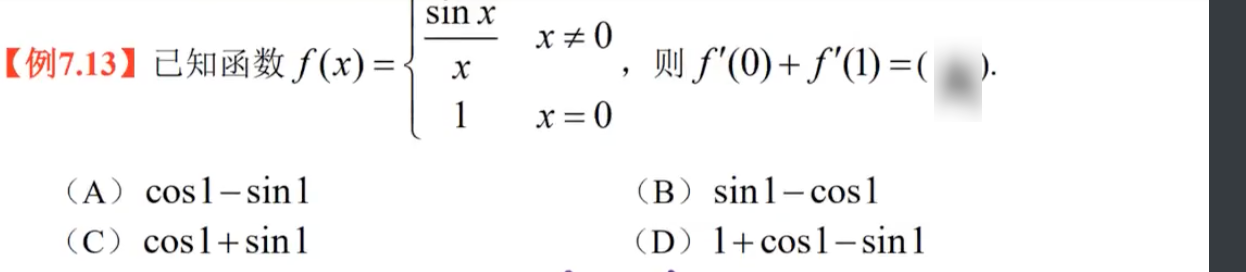 【例7.13】已知函数 f(x) = { sin x / x   x ≠ 0
1   x = 0 ，则 f′(0) + f′(1) = (   ).
（A） cos1 − sin1   （B） sin1 − cos1
（C） cos1 + sin1   （D） 1 + cos1 − sin1